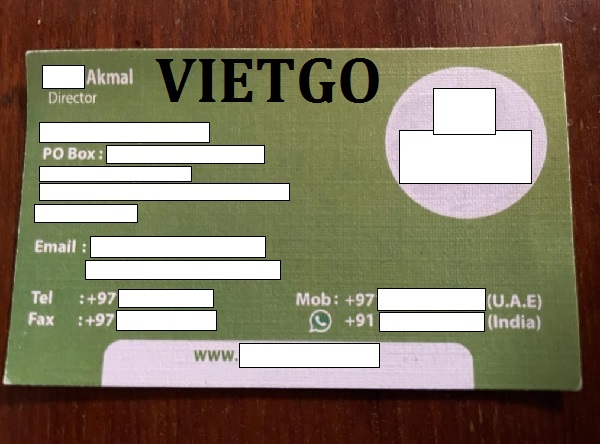 Akmal
VIETGO
Director
PO Box :
Email :
Tel :+97
Fax :+97
Mob: +97 (U.A.E)
+91 (India)
www.